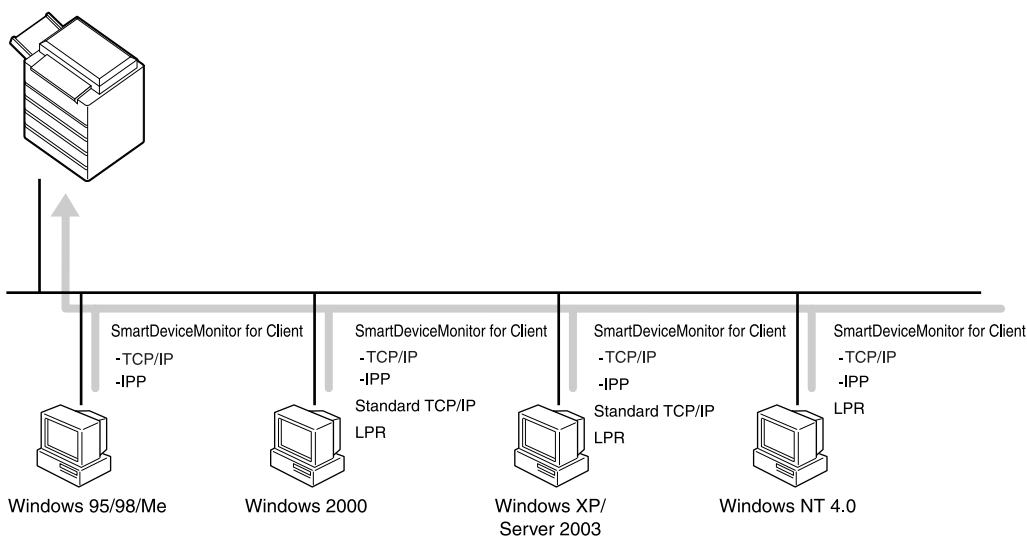 SmartDeviceMonitor for Client
-TCP/IP
-IPP
Windows 95/98/Me
SmartDeviceMonitor for Client
-TCP/IP
-IPP
Standard TCP/IP
LPR
Windows 2000
SmartDeviceMonitor for Client
-TCP/IP
-IPP
Standard TCP/IP
LPR
Windows XP/
Server 2003
SmartDeviceMonitor for Client
-TCP/IP
-IPP
LPR
Windows NT 4.0